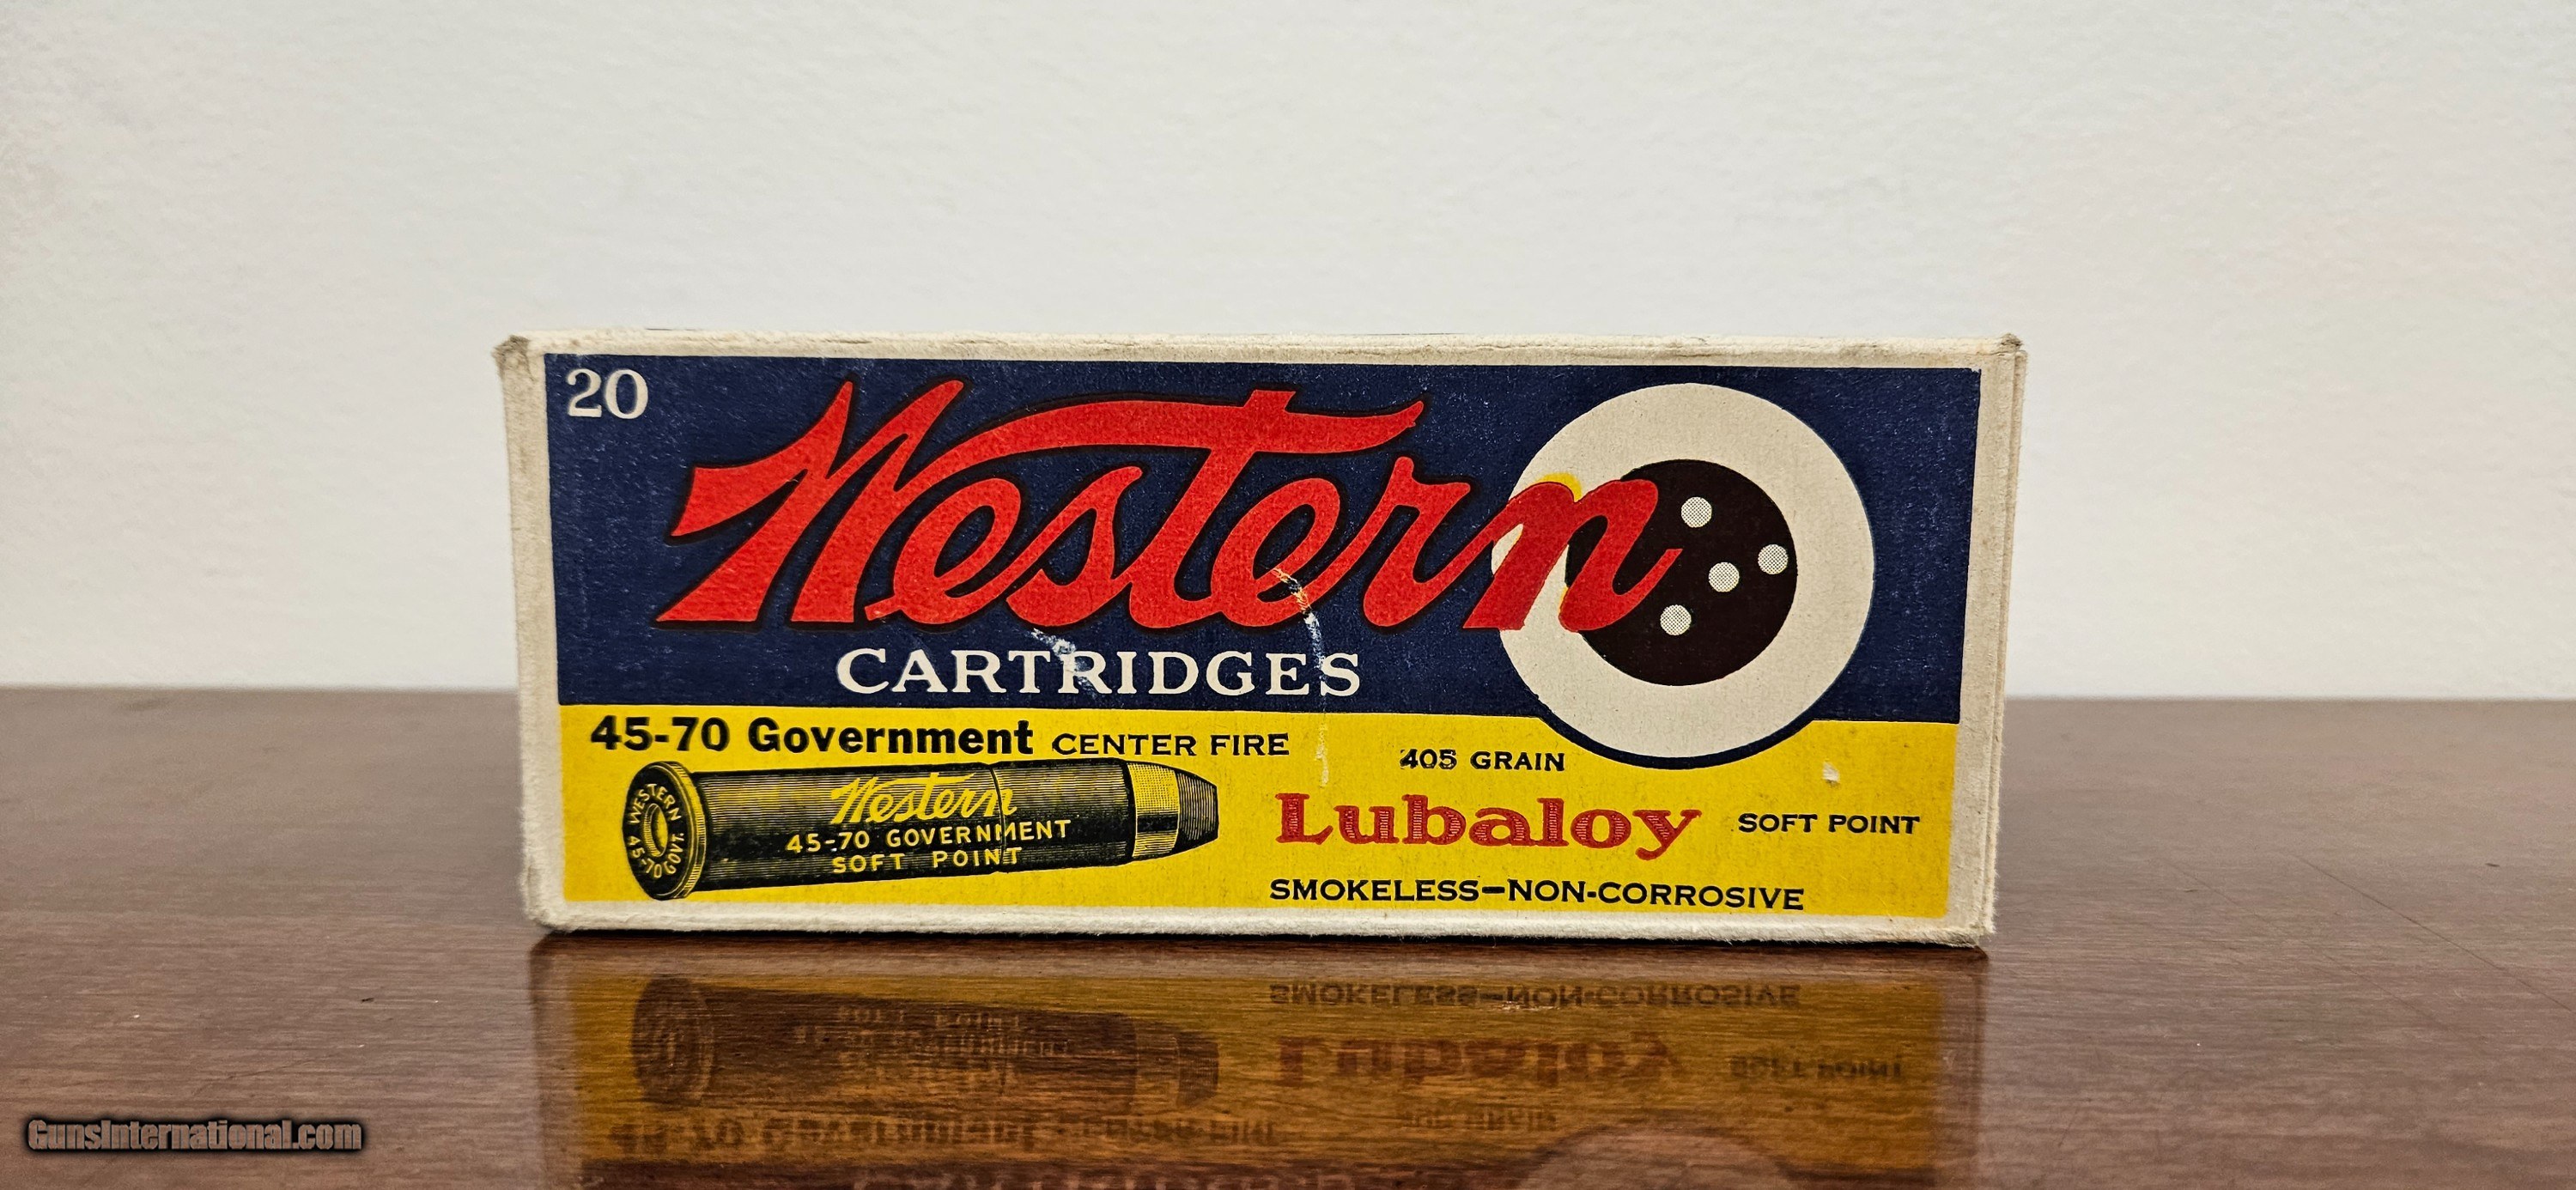 20
Western
CARTRIDGES
45-70 Government CENTER FIRE
405 GRAIN
Western
45-70 GOVERNMENT
SOFT POINT
WESTERN
45-70 GOVT.
Lubaloy SOFT POINT
SMOKELESS—NON-CORROSIVE
GunsInternational.com